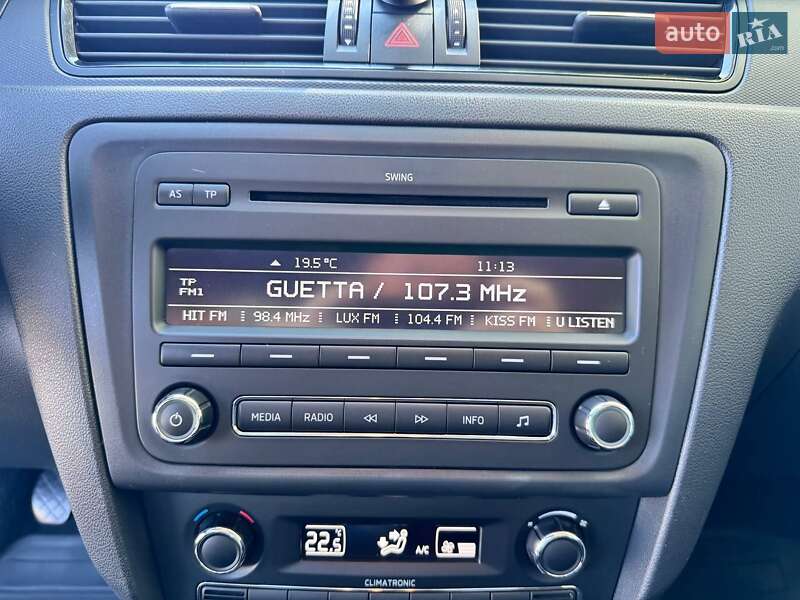 auto RIA
.com
SWING
AS TP
19.5°C 11:13
TP
FM1
GUETTA / 107.3 MHz
HIT FM 98.4 MHz LUX FM 104.4 FM KISS FM U LISTEN
MEDIA RADIO INFO
22.5 A/C
CLIMATRONIC